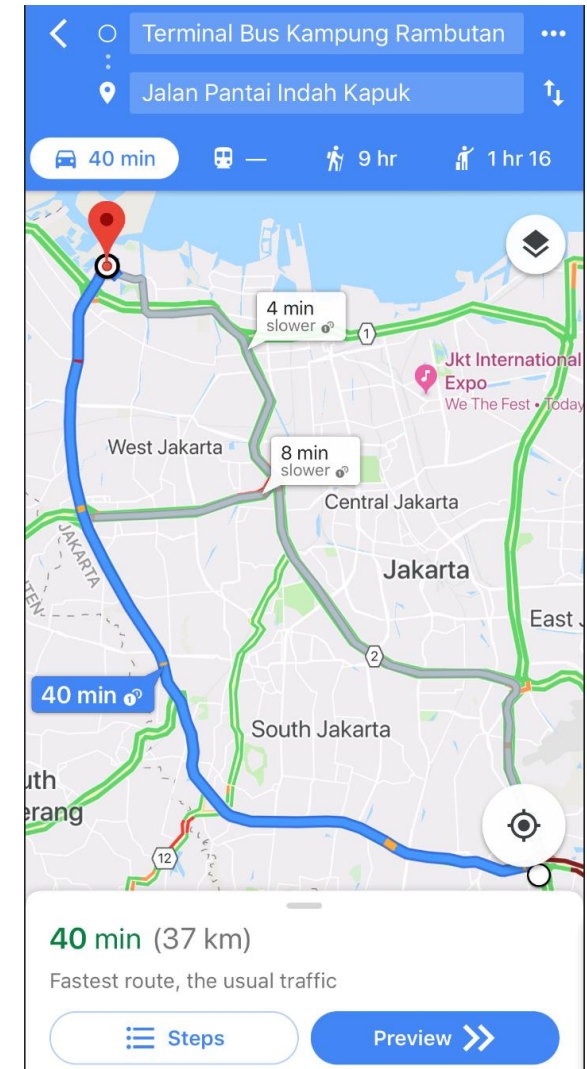 Terminal Bus Kampung Rambutan
Jalan Pantai Indah Kapuk
40 min
—
9 hr
1 hr 16
4 min
slower
1
Jkt International
Expo
We The Fest • Today
West Jakarta
8 min
slower
Central Jakarta
JAKARTA
Jakarta
TEN
East J
2
40 min
South Jakarta
uth
erang
12
40 min (37 km)
Fastest route, the usual traffic
Steps
Preview